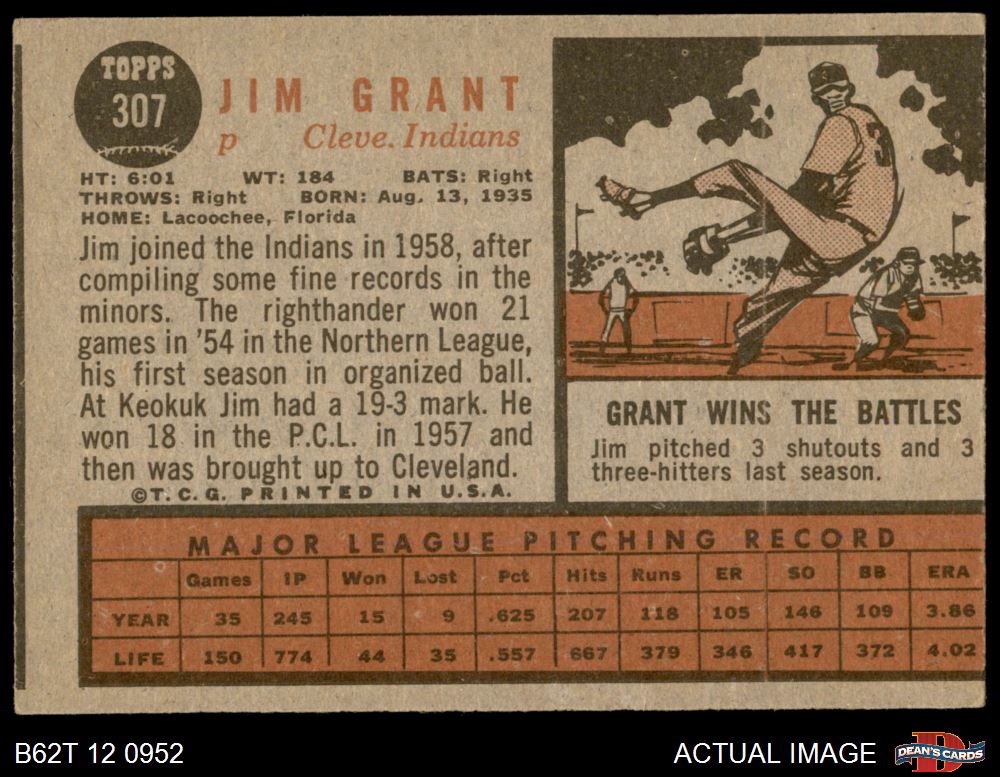 TOPPS
307
JIM GRANT
p Cleve. Indians
HT: 6:01 WT: 184 BATS: Right
THROWS: Right BORN: Aug. 13, 1935
HOME: Lacoochee, Florida
Jim joined the Indians in 1958, after
compiling some fine records in the
minors. The righthander won 21
games in '54 in the Northern League,
his first season in organized ball.
At Keokuk Jim had a 19-3 mark. He
won 18 in the P.C.L. in 1957 and
then was brought up to Cleveland.
©T.C.G. PRINTED IN U.S.A.
3
GRANT WINS THE BATTLES
Jim pitched 3 shutouts and 3
three-hitters last season.
MAJOR LEAGUE PITCHING RECORD
Games IP Won Lost Pct Hits Runs ER SO BB ERA
YEAR 35 245 15 9 .625 207 118 105 146 109 3.86
LIFE 150 774 44 35 .557 667 379 346 417 372 4.02
B62T 12 0952
ACTUAL IMAGE
D
DEAN'S CARDS